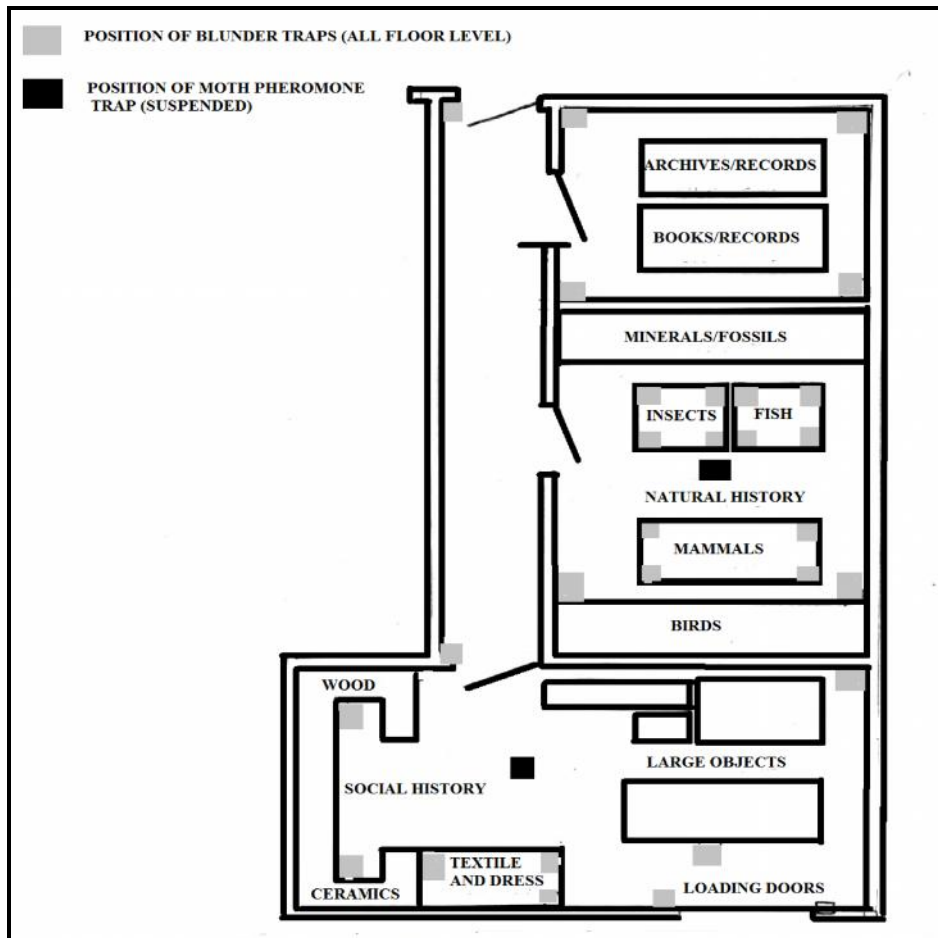 POSITION OF BLUNDER TRAPS (ALL FLOOR LEVEL)
POSITION OF MOTH PHEROMONE
TRAP (SUSPENDED)
ARCHIVES/RECORDS
BOOKS/RECORDS
MINERALS/FOSSILS
INSECTS
FISH
NATURAL HISTORY
MAMMALS
BIRDS
WOOD
LARGE OBJECTS
SOCIAL HISTORY
TEXTILE
AND DRESS
CERAMICS
LOADING DOORS